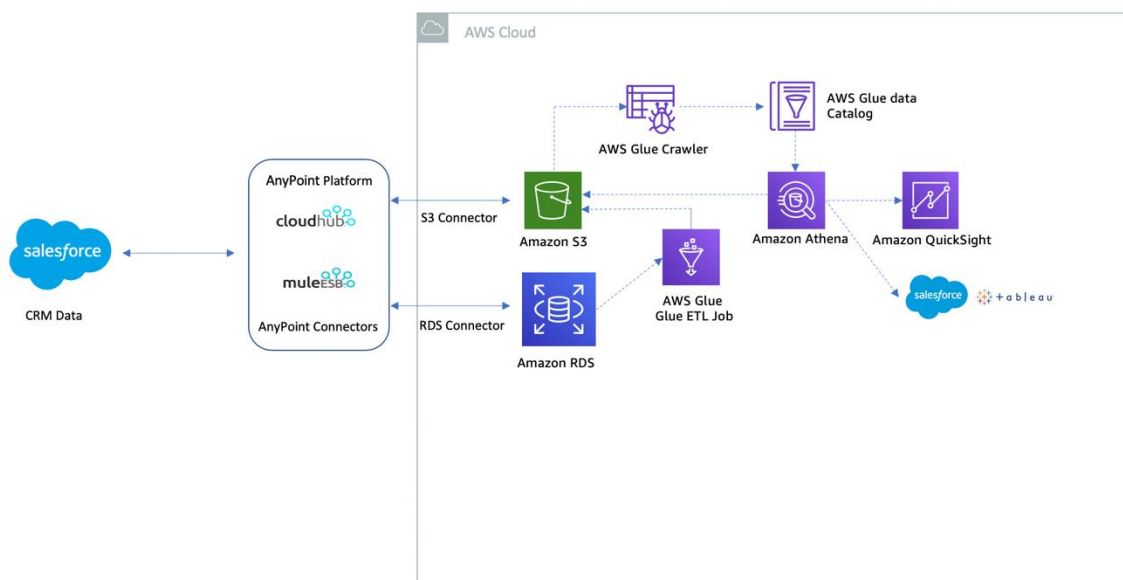 AWS Cloud
AWS Glue data
Catalog
AWS Glue Crawler
AnyPoint Platform
cloudhub
S3 Connector
Amazon S3
Amazon Athena
Amazon QuickSight
salesforce
CRM Data
muleESB
AnyPoint Connectors
RDS Connector
AWS Glue
Glue ETL Job
salesforce
+ableau
Amazon RDS